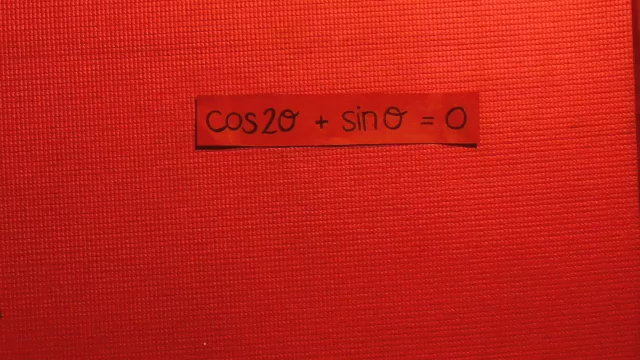 cos2θ + sinθ = 0